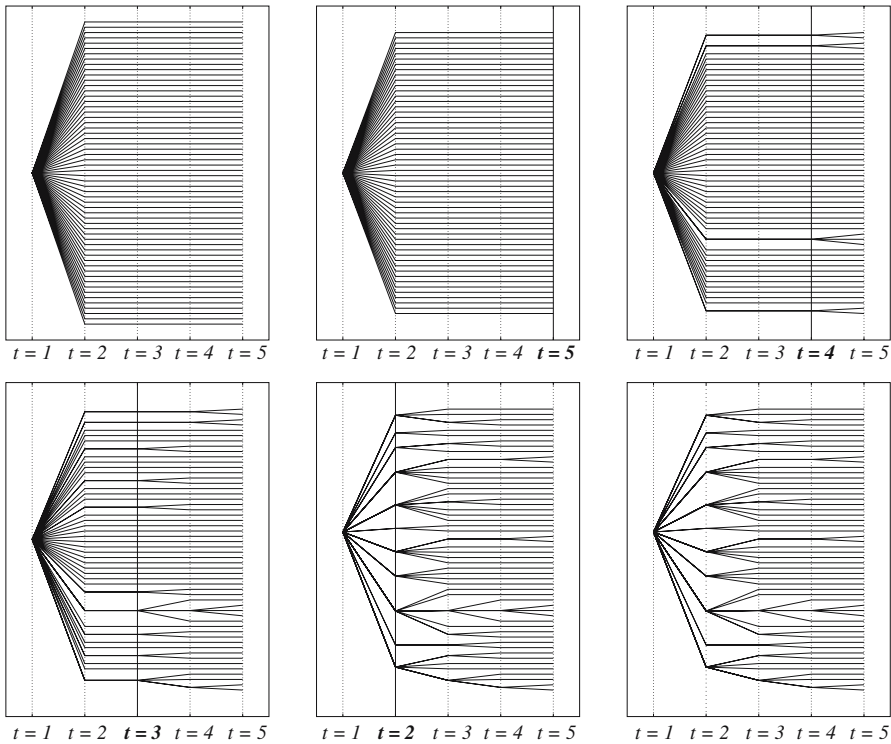 t = 1 t = 2 t = 3 t = 4 t = 5
t = 1 t = 2 t = 3 t = 4 t = 5
t = 1 t = 2 t = 3 t = 4 t = 5
t = 1 t = 2 t = 3 t = 4 t = 5
t = 1 t = 2 t = 3 t = 4 t = 5
t = 1 t = 2 t = 3 t = 4 t = 5